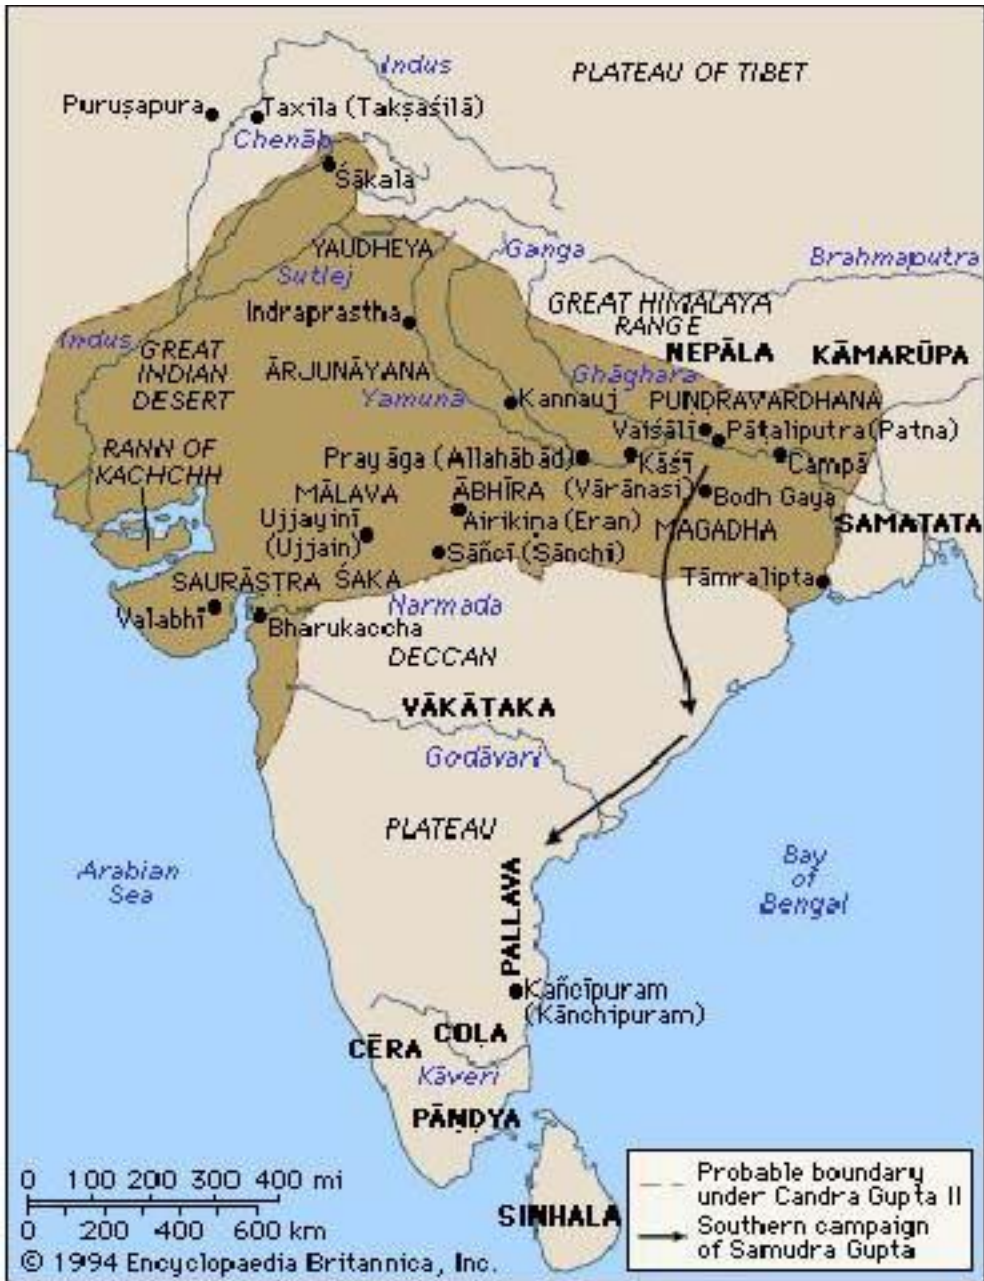 Indus
PLATEAU OF TIBET
Puruṣapura
Taxila (Takṣaśilā)
Chenāb
Śākala
YAUDHEYA
Ganga
Brahmaputra
Sutlej
Indraprastha
GREAT HIMALAYA
RANGE
Indus
GREAT
INDIAN
DESERT
NEPĀLA
KĀMARŪPA
ĀRJUNĀYANA
Ghāghara
Yamuna
Kannauj
PUṆDRAVARDHANA
Vaiśālī
Pāṭaliputra (Patna)
RANN OF
KACHCHH
Prayāga (Allahābād)
Kāśī
(Vārānasi)
Campā
MĀLAVA
ĀBHĪRA
Bodh Gaya
Ujjayinī
(Ujjain)
Airikiṇa (Eran)
MAGADHA
SAMATATA
Sāñcī (Sānchi)
Tāmralipta
SAURĀṢTRA
ŚAKA
Valabhī
Narmada
Bharukaccha
DECCAN
VĀKĀṬAKA
Godāvari
PLATEAU
Arabian
Sea
Bay
of
Bengal
PALLAVA
Kāñcīpuram
(Kānchipuram)
COḶA
CĒRA
Kāveri
PĀṆḌYA
SINHALA
0 100 200 300 400 mi
0 200 400 600 km
© 1994 Encyclopaedia Britannica, Inc.
Probable boundary
under Candra Gupta II
Southern campaign
of Samudra Gupta